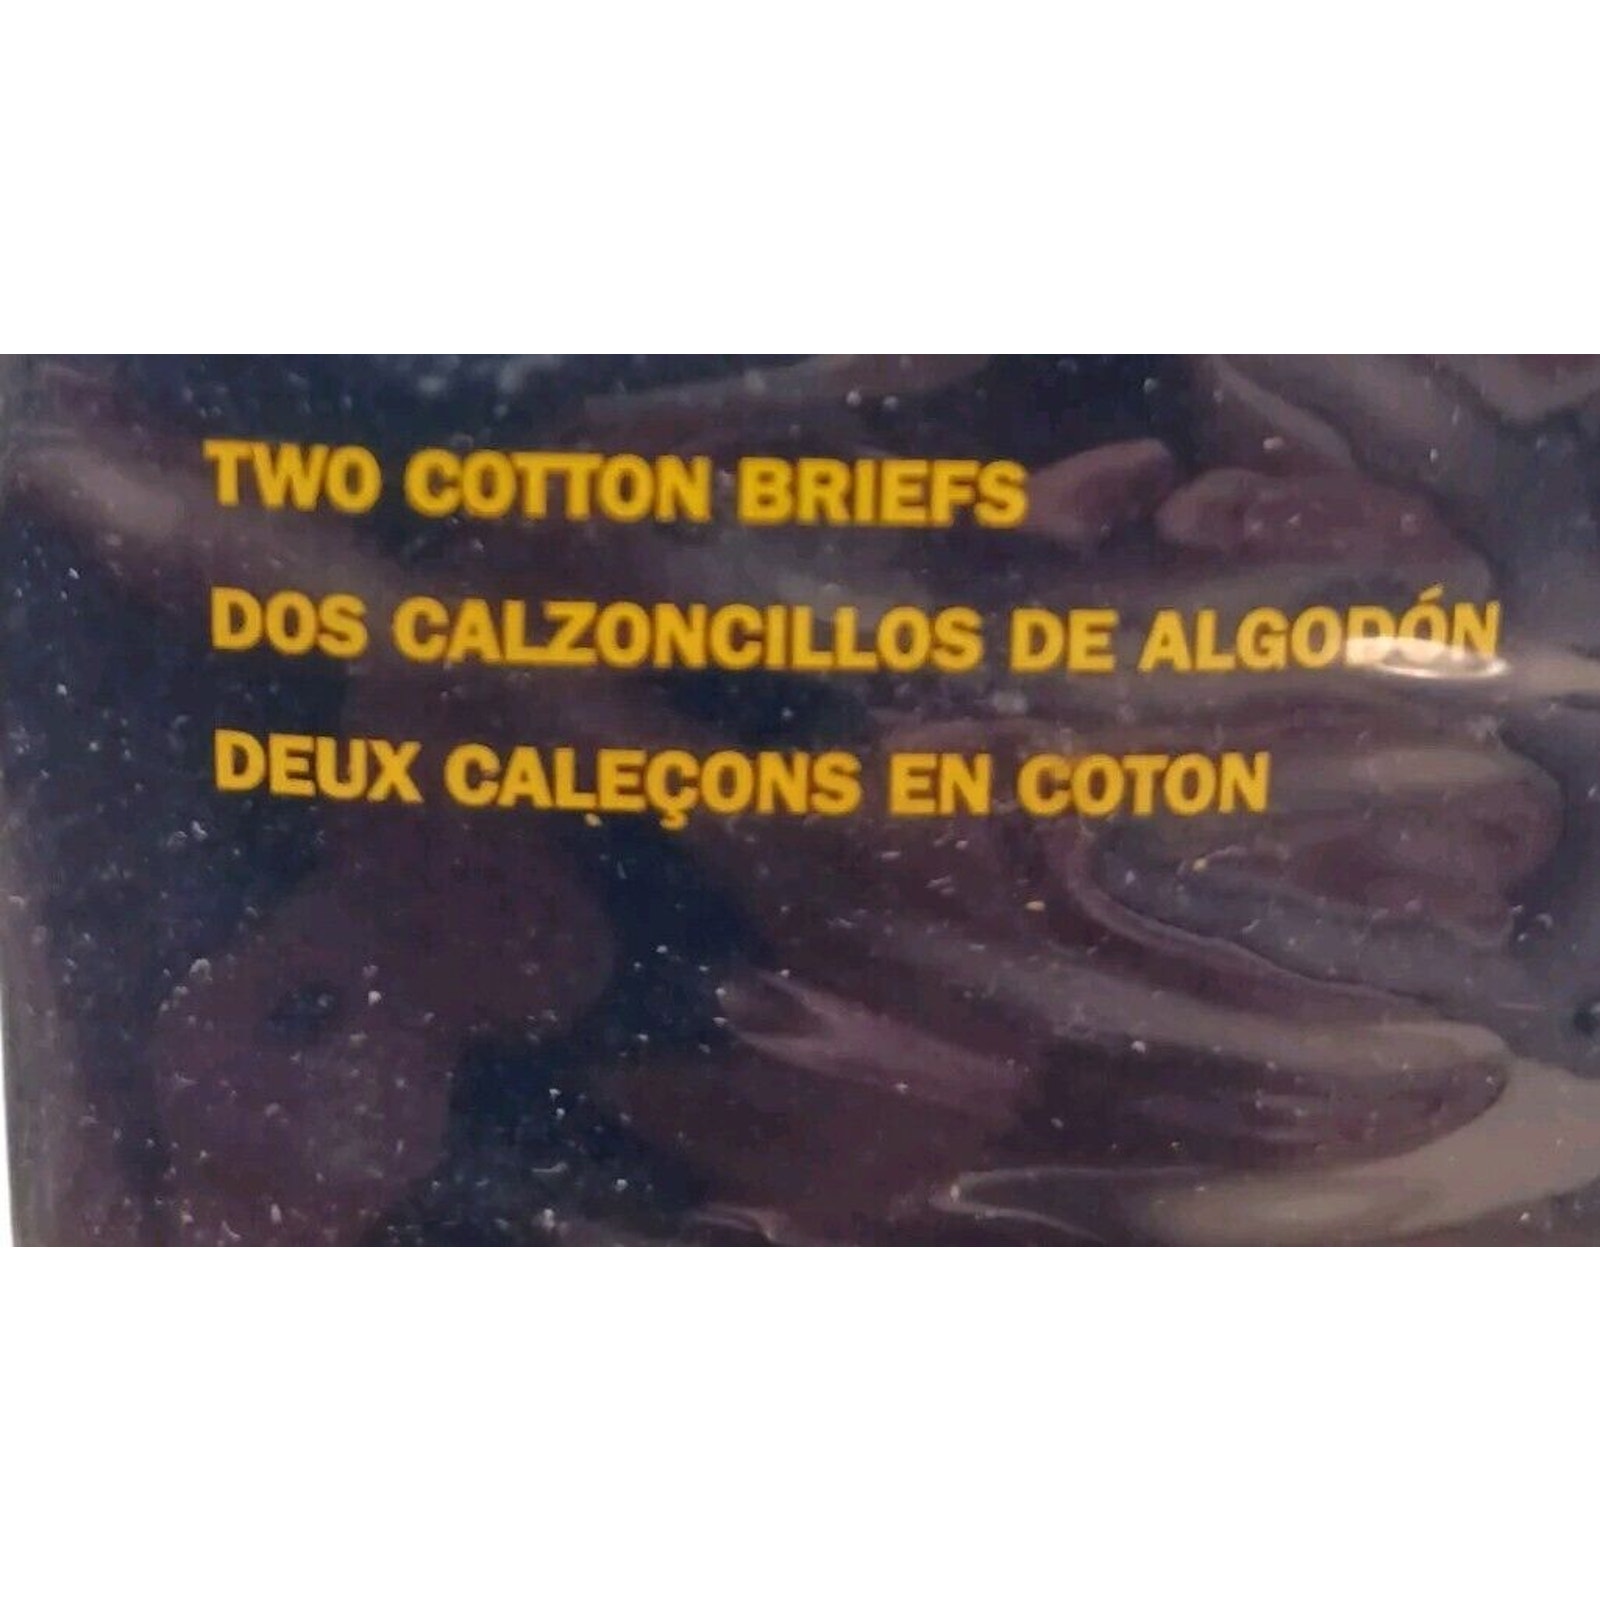 TWO COTTON BRIEFS
DOS CALZONCILLOS DE ALGODÓN
DEUX CALEÇONS EN COTON